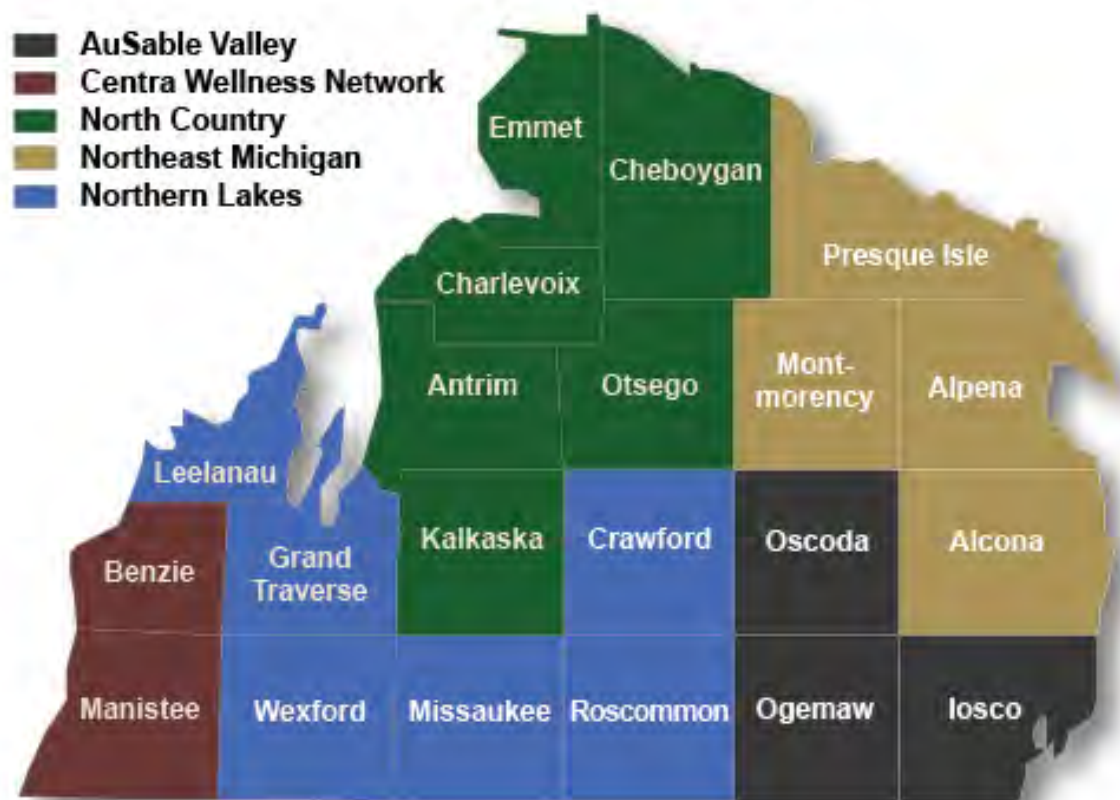 AuSable Valley
Centra Wellness Network
North Country
Northeast Michigan
Northern Lakes
Emmet
Cheboygan
Presque Isle
Charlevoix
Antrim
Otsego
Mont-
morency
Alpena
Leelanau
Grand
Traverse
Kalkaska
Crawford
Oscoda
Alcona
Benzie
Manistee
Wexford
Missaukee
Roscommon
Ogemaw
Iosco